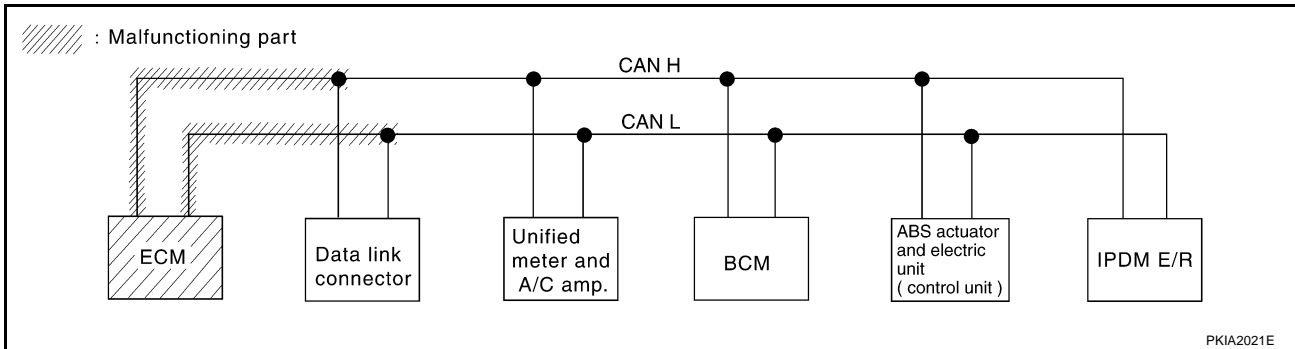 : Malfunctioning part
CAN H
CAN L
ECM
Data link
connector
Unified
meter and
A/C amp.
BCM
ABS actuator
and electric
unit
( control unit )
IPDM E/R
PKIA2021E